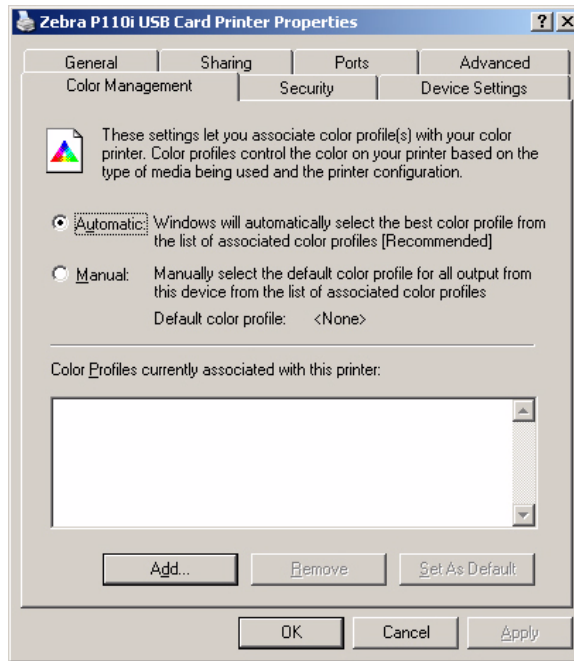 Zebra P110i USB Card Printer Properties
General Sharing Ports Advanced
Color Management Security Device Settings
These settings let you associate color profile(s) with your color
printer. Color profiles control the color on your printer based on the
type of media being used and the printer configuration.
Automatic: Windows will automatically select the best color profile from
the list of associated color profiles [Recommended]
Manual: Manually select the default color profile for all output from
this device from the list of associated color profiles
Default color profile: <None>
Color Profiles currently associated with this printer:
Add... Remove Set As Default
OK Cancel Apply